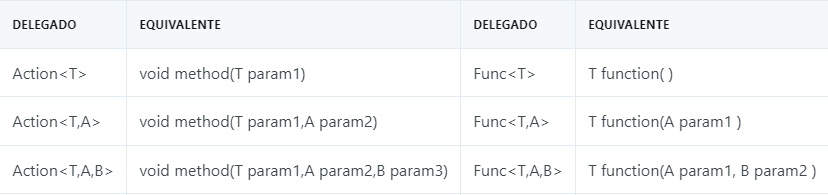 DELEGADO EQUIVALENTE DELEGADO EQUIVALENTE
Action<T> void method(T param1) Func<T> T function( )
Action<T,A> void method(T param1,A param2) Func<T,A> T function(A param1 )
Action<T,A,B> void method(T param1,A param2,B param3) Func<T,A,B> T function(A param1, B param2 )